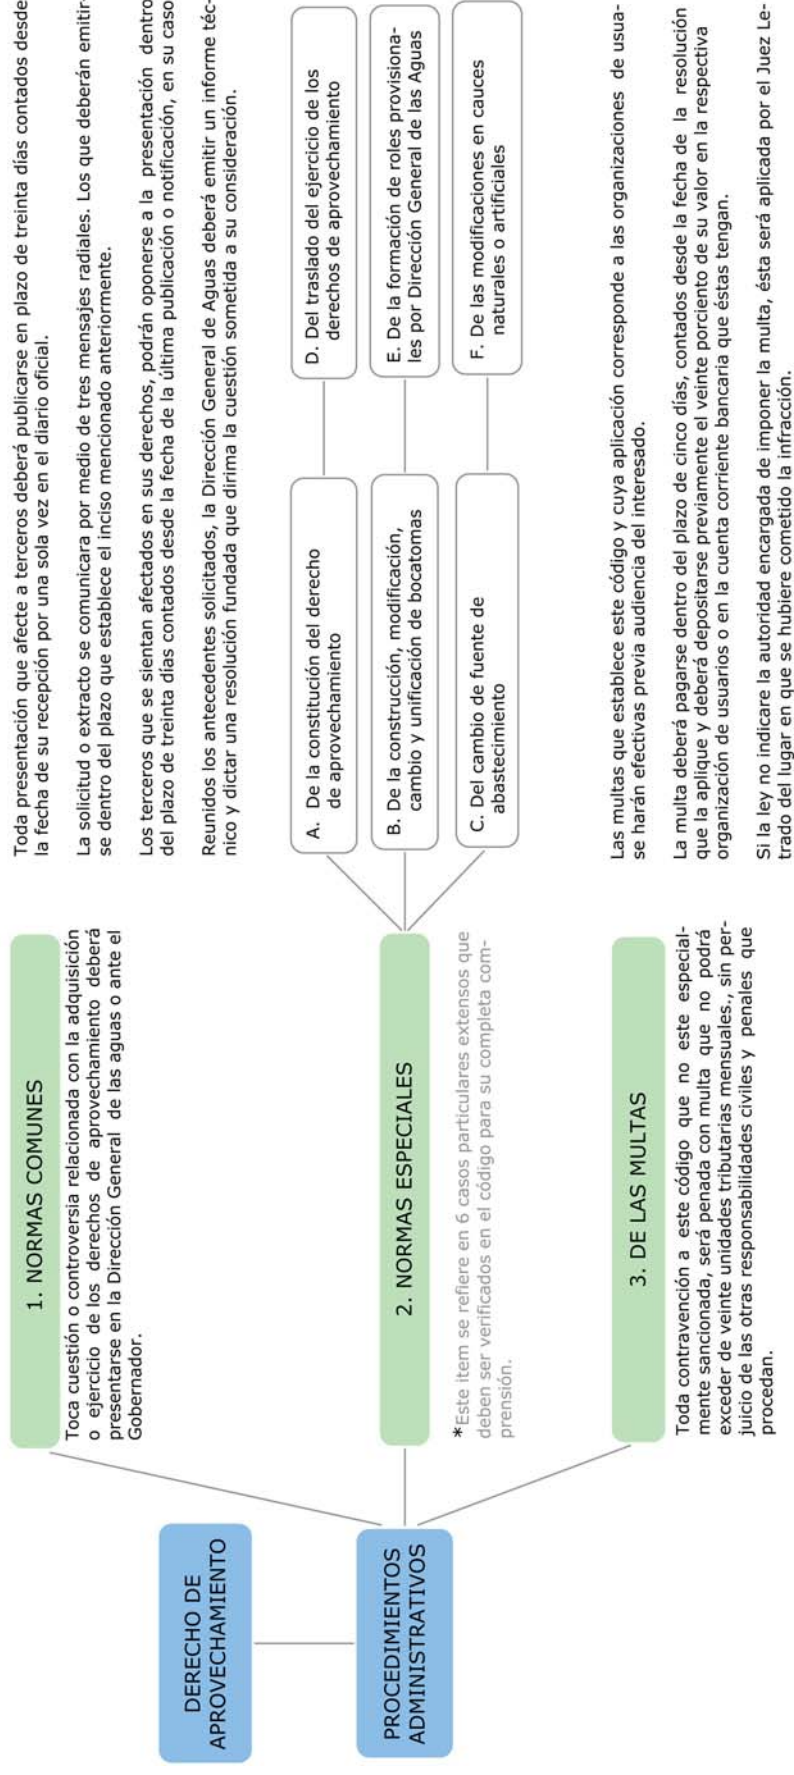 DERECHO DE
APROVECHAMIENTO
PROCEDIMIENTOS
ADMINISTRATIVOS
1. NORMAS COMUNES
Toca cuestión o controversia relacionada con la adquisición
o ejercicio de los derechos de aprovechamiento deberá
presentarse en la Dirección General de las aguas o ante el
Gobernador.
Toda presentación que afecte a terceros deberá publicarse en plazo de treinta días contados desde
la fecha de su recepción por una sola vez en el diario oficial.
La solicitud o extracto se comunicara por medio de tres mensajes radiales. Los que deberán emitir-
se dentro del plazo que establece el inciso mencionado anteriormente.
Los terceros que se sientan afectados en sus derechos, podrán oponerse a la presentación dentro
del plazo de treinta días contados desde la fecha de la última publicación o notificación, en su caso
Reunidos los antecedentes solicitados, la Dirección General de Aguas deberá emitir un informe téc-
nico y dictar una resolución fundada que dirima la cuestión sometida a su consideración.
2. NORMAS ESPECIALES
*Este item se refiere en 6 casos particulares extensos que
deben ser verificados en el código para su completa com-
prensión.
A. De la constitución del derecho
de aprovechamiento
B. De la construcción, modificación,
cambio y unificación de bocatomas
C. Del cambio de fuente de
abastecimiento
D. Del traslado del ejercicio de los
derechos de aprovechamiento
E. De la formación de roles provisiona-
les por Dirección General de las Aguas
F. De las modificaciones en cauces
naturales o artificiales
3. DE LAS MULTAS
Toda contravención a este código que no este especial-
mente sancionada, será penada con multa que no podrá
exceder de veinte unidades tributarias mensuales., sin per-
juicio de las otras responsabilidades civiles y penales que
procedan.
Las multas que establece este código y cuya aplicación corresponde a las organizaciones de usua-
se harán efectivas previa audiencia del interesado.
La multa deberá pagarse dentro del plazo de cinco días, contados desde la fecha de la resolución
que la aplique y deberá depositarse previamente el veinte porciento de su valor en la respectiva
organización de usuarios o en la cuenta corriente bancaria que éstas tengan.
Si la ley no indicare la autoridad encargada de imponer la multa, ésta será aplicada por el Juez Le-
trado del lugar en que se hubiere cometido la infracción.